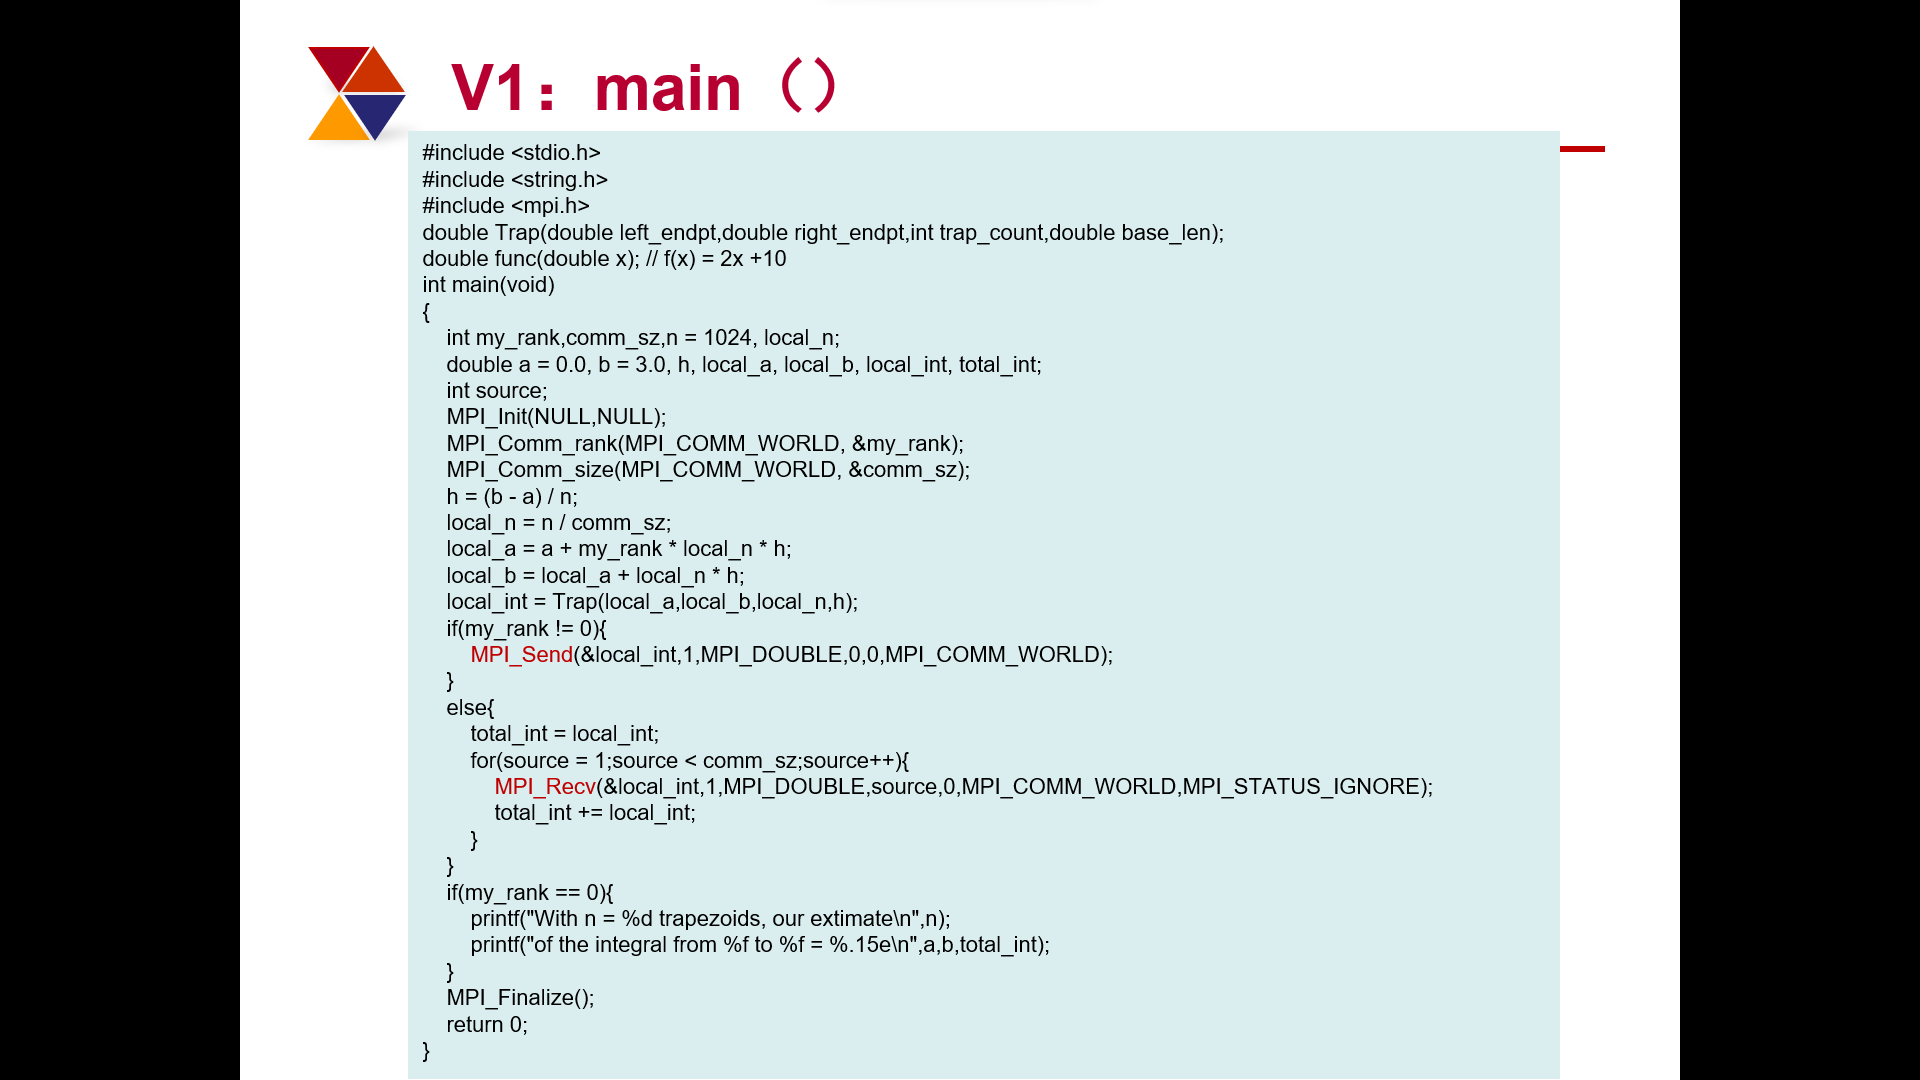 V1：main（）
#include <stdio.h>
#include <string.h>
#include <mpi.h>
double Trap(double left_endpt,double right_endpt,int trap_count,double base_len);
double func(double x); // f(x) = 2x +10
int main(void)
{
int my_rank,comm_sz,n = 1024, local_n;
double a = 0.0, b = 3.0, h, local_a, local_b, local_int, total_int;
int source;
MPI_Init(NULL,NULL);
MPI_Comm_rank(MPI_COMM_WORLD, &my_rank);
MPI_Comm_size(MPI_COMM_WORLD, &comm_sz);
h = (b - a) / n;
local_n = n / comm_sz;
local_a = a + my_rank * local_n * h;
local_b = local_a + local_n * h;
local_int = Trap(local_a,local_b,local_n,h);
if(my_rank != 0){
MPI_Send(&local_int,1,MPI_DOUBLE,0,0,MPI_COMM_WORLD);
}
else{
total_int = local_int;
for(source = 1;source < comm_sz;source++){
MPI_Recv(&local_int,1,MPI_DOUBLE,source,0,MPI_COMM_WORLD,MPI_STATUS_IGNORE);
total_int += local_int;
}
}
if(my_rank == 0){
printf("With n = %d trapezoids, our extimate\n",n);
printf("of the integral from %f to %f = %.15e\n",a,b,total_int);
}
MPI_Finalize();
return 0;
}